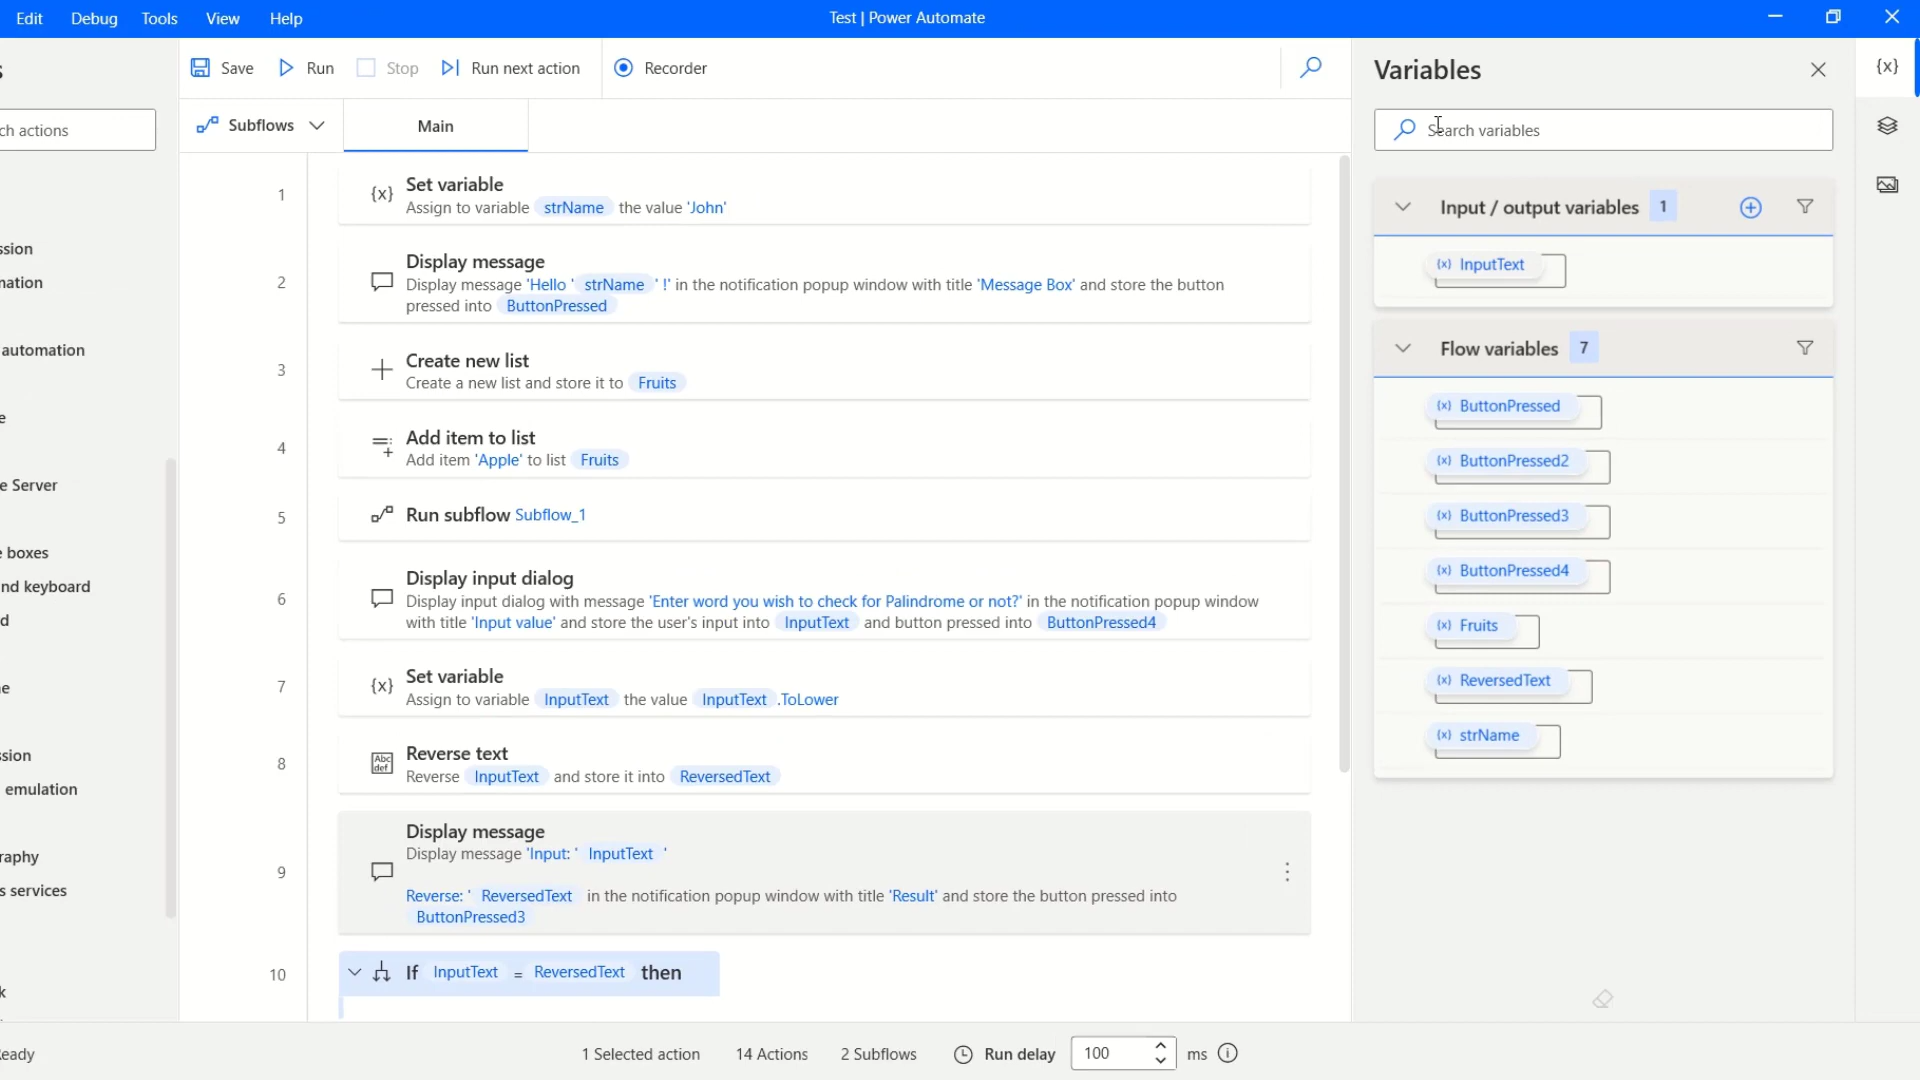 Edit Debug Tools View Help
Test | Power Automate
s
ch actions
ssion
nation
automation
e
e Server
e boxes
nd keyboard
d
e
sion
emulation
raphy
s services
k
Save Run Stop Run next action Recorder
Subflows Main
1 {x} Set variable
Assign to variable strName the value 'John'
2 Display message
Display message 'Hello ' strName ' !' in the notification popup window with title 'Message Box' and store the button
pressed into ButtonPressed
3 Create new list
Create a new list and store it to Fruits
4 Add item to list
Add item 'Apple' to list Fruits
5 Run subflow Subflow_1
6 Display input dialog
Display input dialog with message 'Enter word you wish to check for Palindrome or not?' in the notification popup window
with title 'Input value' and store the user's input into InputText and button pressed into ButtonPressed4
7 {x} Set variable
Assign to variable InputText the value InputText .ToLower
8 Abc def Reverse text
Reverse InputText and store it into ReversedText
9 Display message
Display message 'Input: ' InputText '
Reverse: ' ReversedText in the notification popup window with title 'Result' and store the button pressed into
ButtonPressed3
10 If InputText = ReversedText then
Variables
{x}
Search variables
Input / output variables 1
{x} InputText
Flow variables 7
{x} ButtonPressed
{x} ButtonPressed2
{x} ButtonPressed3
{x} ButtonPressed4
{x} Fruits
{x} ReversedText
{x} strName
eady 1 Selected action 14 Actions 2 Subflows Run delay 100 ms